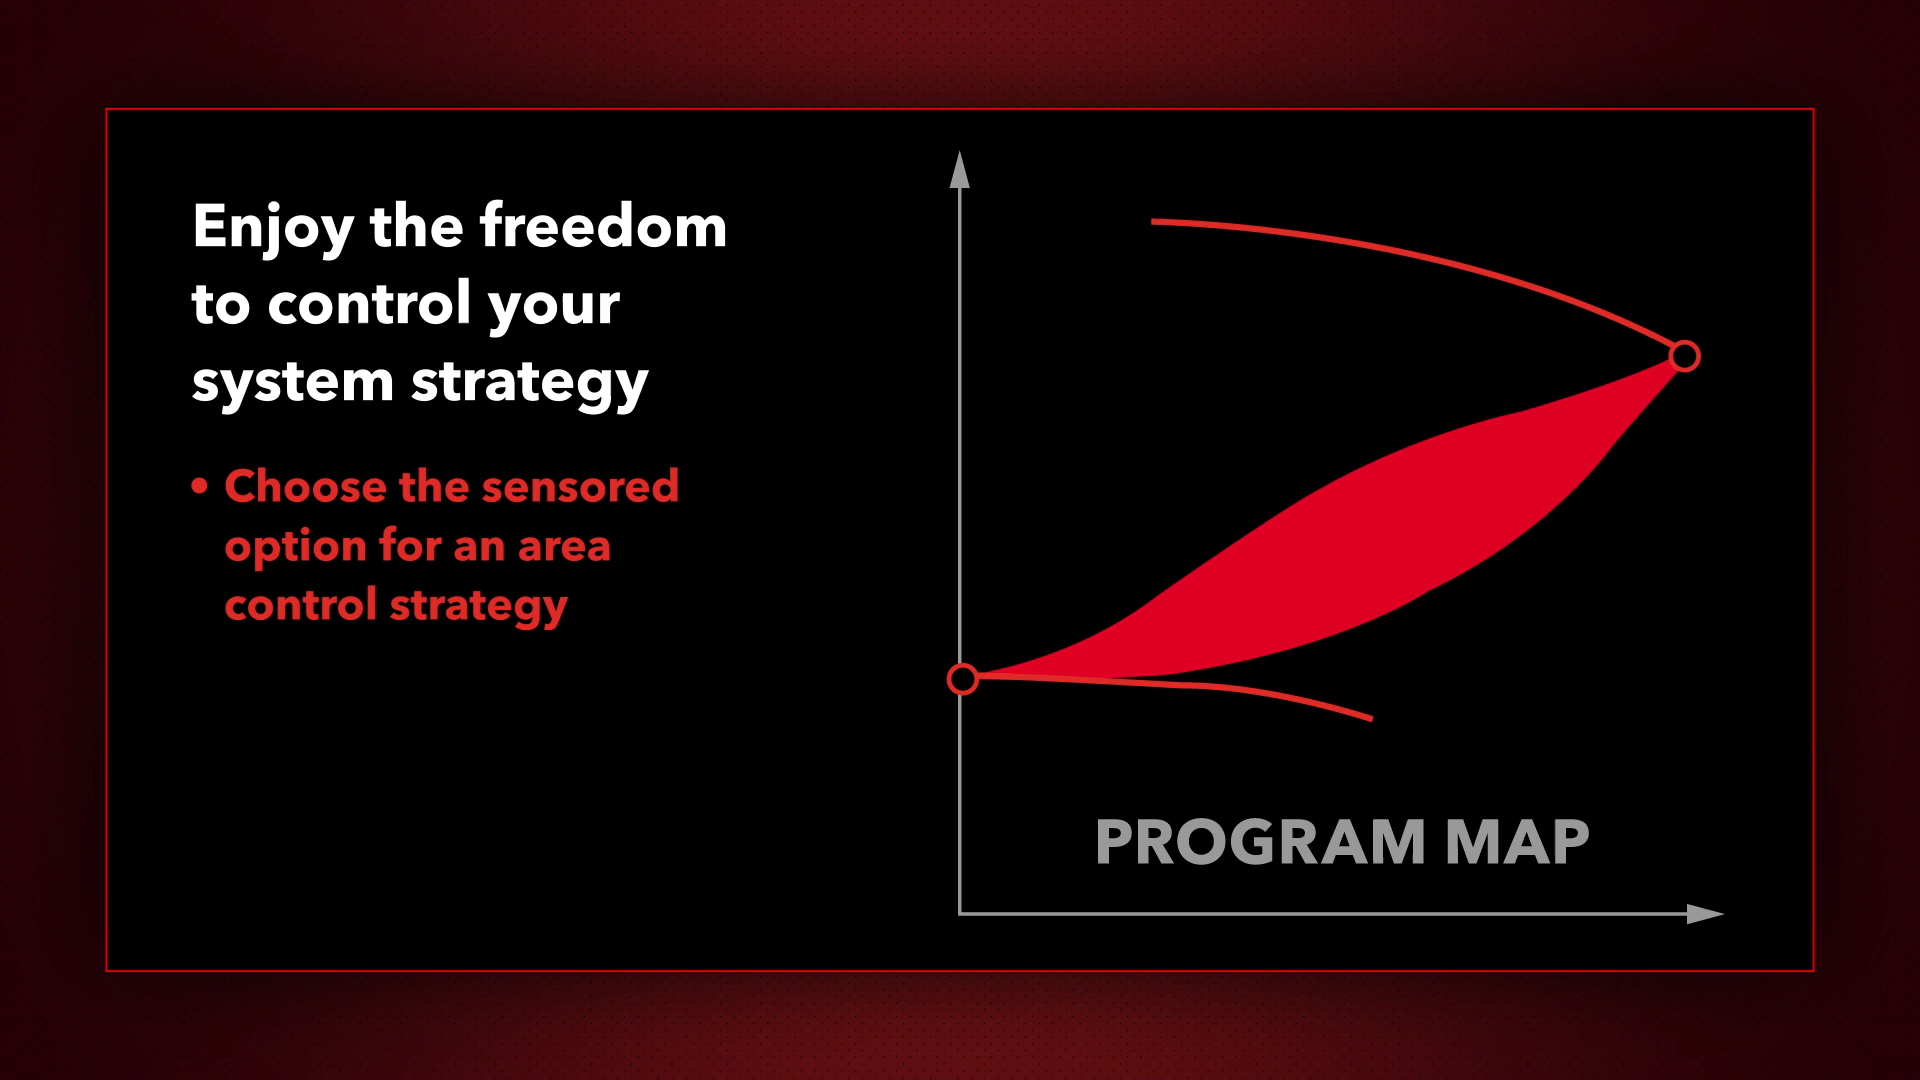 Enjoy the freedom
to control your
system strategy
• Choose the sensored
option for an area
control strategy
PROGRAM MAP